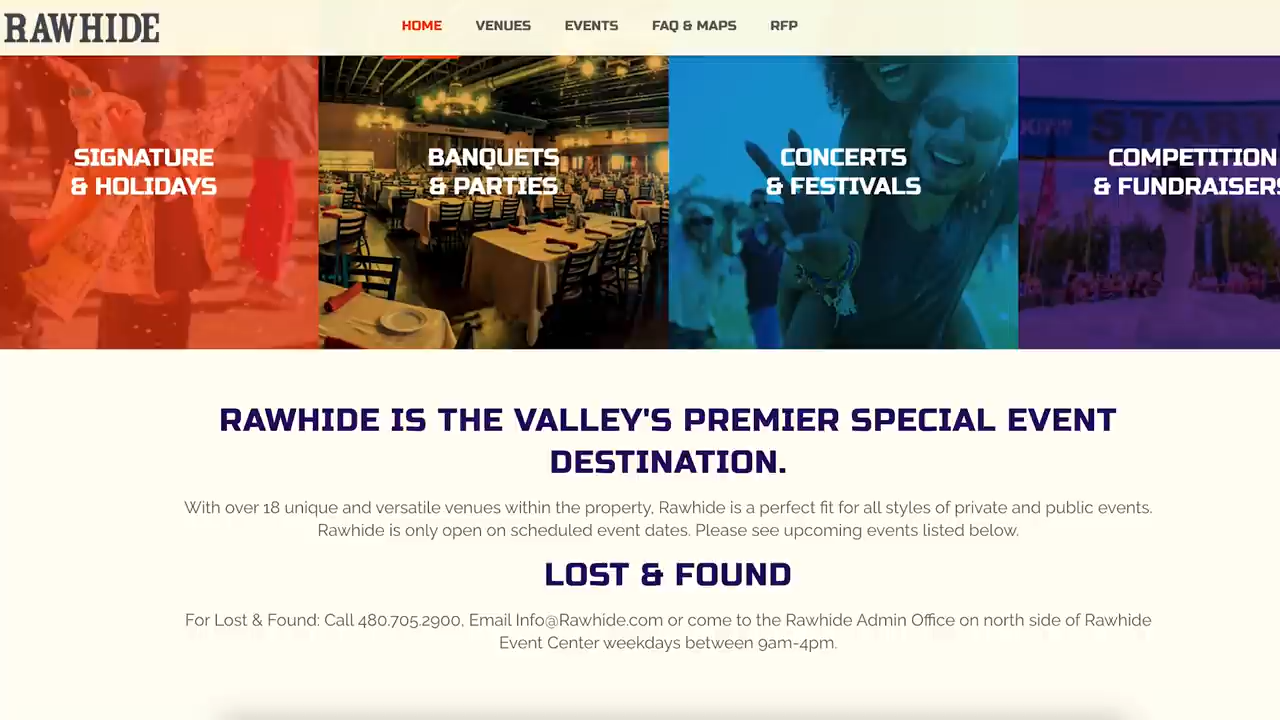 RAWHIDE
HOME VENUES EVENTS FAQ & MAPS RFP
SIGNATURE
& HOLIDAYS
BANQUETS
& PARTIES
CONCERTS
& FESTIVALS
START
COMPETITION
& FUNDRAISERS
RAWHIDE IS THE VALLEY'S PREMIER SPECIAL EVENT
DESTINATION.
With over 18 unique and versatile venues within the property, Rawhide is a perfect fit for all styles of private and public events.
Rawhide is only open on scheduled event dates. Please see upcoming events listed below.
LOST & FOUND
For Lost & Found: Call 480.705.2900, Email Info@Rawhide.com or come to the Rawhide Admin Office on north side of Rawhide
Event Center weekdays between 9am-4pm.